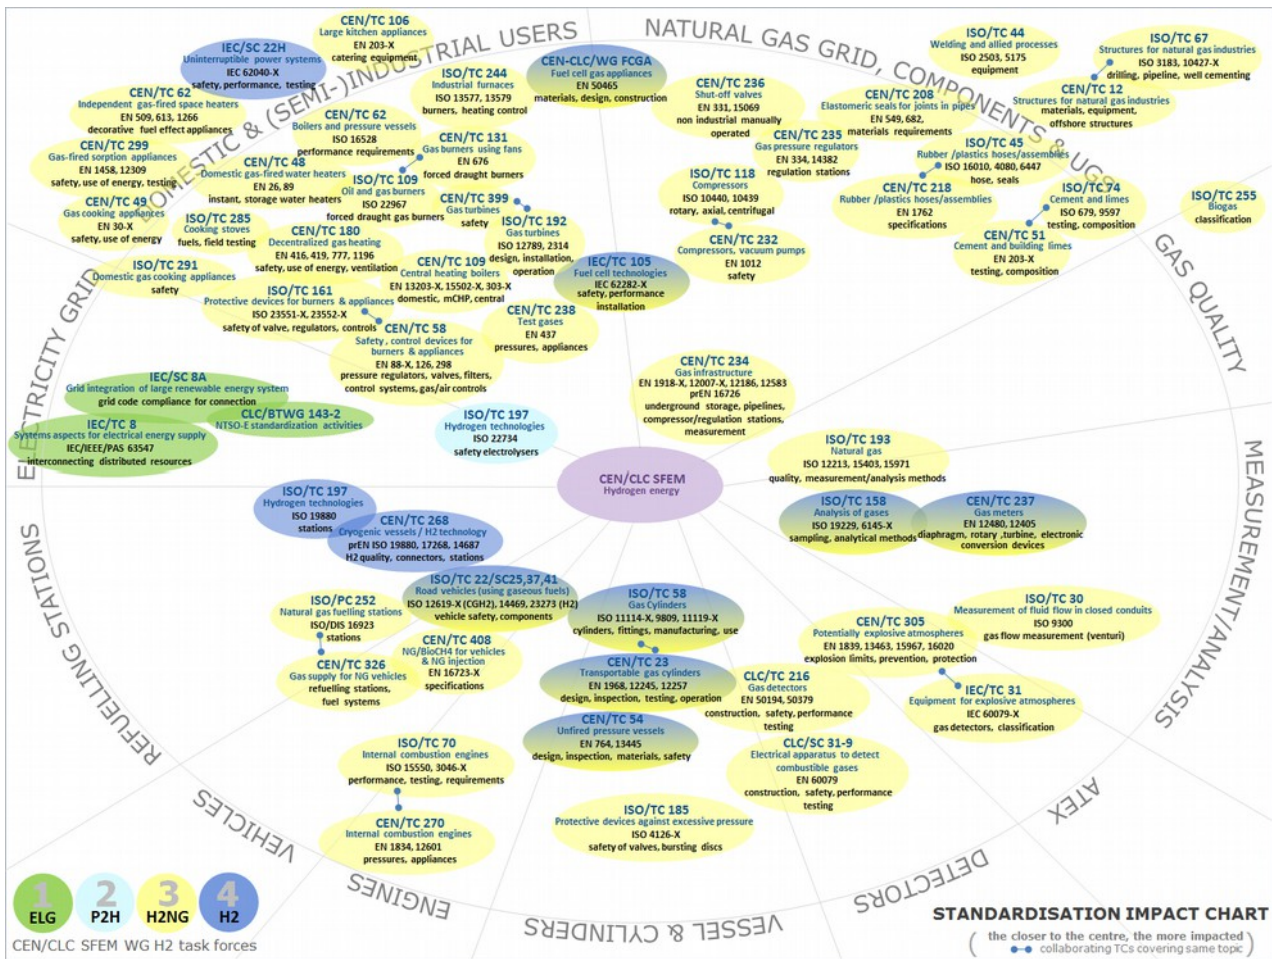 DOMESTIC & (SEMI-)INDUSTRIAL USERS
NATURAL GAS GRID, COMPONENTS & UGS
GAS QUALITY
MEASUREMENT/ANALYSIS
ATEX
DETECTORS
VESSEL & CYLINDERS
ENGINES
VEHICLES
REFUELLING STATIONS
ELECTRICITY GRID
CEN/TC 106
Large kitchen appliances
EN 203-X
catering equipment
IEC/SC 22H
Uninterruptible power systems
IEC 62040-X
safety, performance, testing
CEN/TC 62
Independent gas-fired space heaters
EN 509, 613, 1266
decorative fuel effect appliances
ISO/TC 244
Industrial furnaces
ISO 13577, 13579
burners, heating control
CEN-CLC/WG FCGA
Fuel cell gas appliances
EN 50465
materials, design, construction
CEN/TC 62
Boilers and pressure vessels
ISO 16528
performance requirements
CEN/TC 131
Gas burners using fans
EN 676
forced draught burners
CEN/TC 299
Gas-fired sorption appliances
EN 1458, 12309
safety, use of energy, testing
CEN/TC 48
Domestic gas-fired water heaters
EN 26, 89
instant, storage water heaters
ISO/TC 109
Oil and gas burners
ISO 22967
forced draught gas burners
CEN/TC 399
Gas turbines
safety
ISO/TC 192
Gas turbines
ISO 12789, 2314
design, installation,
operation
CEN/TC 49
Gas cooking appliances
EN 30-X
safety, use of energy
ISO/TC 285
Cooking stoves
fuels, field testing
CEN/TC 180
Decentralized gas heating
EN 416, 419, 777, 1196
safety, use of energy, ventilation
CEN/TC 109
Central heating boilers
EN 13203-X, 15502-X, 303-X
domestic, mCHP, central
IEC/TC 105
Fuel cell technologies
IEC 62282-X
safety, performance
installation
ISO/TC 291
Domestic gas cooking appliances
safety
ISO/TC 161
Protective devices for burners & appliances
ISO 23551-X, 23552-X
safety of valve, regulators, controls
CEN/TC 58
Safety, control devices for
burners & appliances
EN 88-X, 126, 298
pressure regulators, valves, filters,
control systems, gas/air controls
CEN/TC 238
Test gases
EN 437
pressures, appliances
ISO/TC 44
Welding and allied processes
ISO 2503, 5175
equipment
ISO/TC 67
Structures for natural gas industries
ISO 3183, 10427-X
drilling, pipeline, well cementing
CEN/TC 12
Structures for natural gas industries
materials, equipment,
offshore structures
CEN/TC 236
Shut-off valves
EN 331, 15069
non industrial manually
operated
CEN/TC 208
Elastomeric seals for joints in pipes
EN 549, 682,
materials requirements
CEN/TC 235
Gas pressure regulators
EN 334, 14382
regulation stations
ISO/TC 45
Rubber /plastics hoses/assemblies
ISO 16010, 4080, 6447
hose, seals
ISO/TC 118
Compressors
ISO 10440, 10439
rotary, axial, centrifugal
CEN/TC 218
Rubber /plastics hoses/assemblies
EN 1762
specifications
ISO/TC 74
Cement and limes
ISO 679, 9597
testing, composition
ISO/TC 255
Biogas
classification
CEN/TC 232
Compressors, vacuum pumps
EN 1012
safety
CEN/TC 51
Cement and building limes
EN 203-X
testing, composition
CEN/TC 234
Gas infrastructure
EN 1918-X, 12007-X, 12186, 12583
prEN 16726
underground storage, pipelines,
compressor/regulation stations,
measurement
IEC/SC 8A
Grid integration of large renewable energy system
grid code compliance for connection
CLC/BTWG 143-2
NTSO-E standardization activities
IEC/TC 8
Systems aspects for electrical energy supply
IEC/IEEE/PAS 63547
interconnecting distributed resources
ISO/TC 197
Hydrogen technologies
ISO 22734
safety electrolysers
CEN/CLC SFEM
Hydrogen energy
ISO/TC 193
Natural gas
ISO 12213, 15403, 15971
quality, measurement/analysis methods
ISO/TC 158
Analysis of gases
ISO 19229, 6145-X
sampling, analytical methods
CEN/TC 237
Gas meters
EN 12480, 12405
diaphragm, rotary ,turbine, electronic
conversion devices
ISO/TC 197
Hydrogen technologies
ISO 19880
stations
CEN/TC 268
Cryogenic vessels / H2 technology
prEN ISO 19880, 17268, 14687
H2 quality, connectors, stations
ISO/TC 22/SC25,37,41
Road vehicles (using gaseous fuels)
ISO 12619-X (CGH2), 14469, 23273 (H2)
vehicle safety, components
ISO/PC 252
Natural gas fuelling stations
ISO/DIS 16923
stations
CEN/TC 326
Gas supply for NG vehicles
refuelling stations,
fuel systems
CEN/TC 408
NG/BioCH4 for vehicles
& NG injection
EN 16723-X
specifications
ISO/TC 58
Gas Cylinders
ISO 11114-X, 9809, 11119-X
cylinders, fittings, manufacturing, use
CEN/TC 23
Transportable gas cylinders
EN 1968, 12245, 12257
design, inspection, testing, operation
CEN/TC 54
Unfired pressure vessels
EN 764, 13445
design, inspection, materials, safety
CLC/TC 216
Gas detectors
EN 50194, 50379
construction, safety, performance
testing
CLC/SC 31-9
Electrical apparatus to detect
combustible gases
EN 60079
construction, safety, performance
testing
CEN/TC 305
Potentially explosive atmospheres
EN 1839, 13463, 15967, 16020
explosion limits, prevention, protection
ISO/TC 30
Measurement of fluid flow in closed conduits
ISO 9300
gas flow measurement (venturi)
IEC/TC 31
Equipment for explosive atmospheres
IEC 60079-X
gas detectors, classification
ISO/TC 70
Internal combustion engines
ISO 15550, 3046-X
performance, testing, requirements
CEN/TC 270
Internal combustion engines
EN 1834, 12601
pressures, appliances
ISO/TC 185
Protective devices against excessive pressure
ISO 4126-X
safety of valves, bursting discs
1 ELG
2 P2H
3 H2NG
4 H2
CEN/CLC SFEM WG H2 task forces
STANDARDISATION IMPACT CHART
( the closer to the centre, the more impacted
collaborating TCs covering same topic )